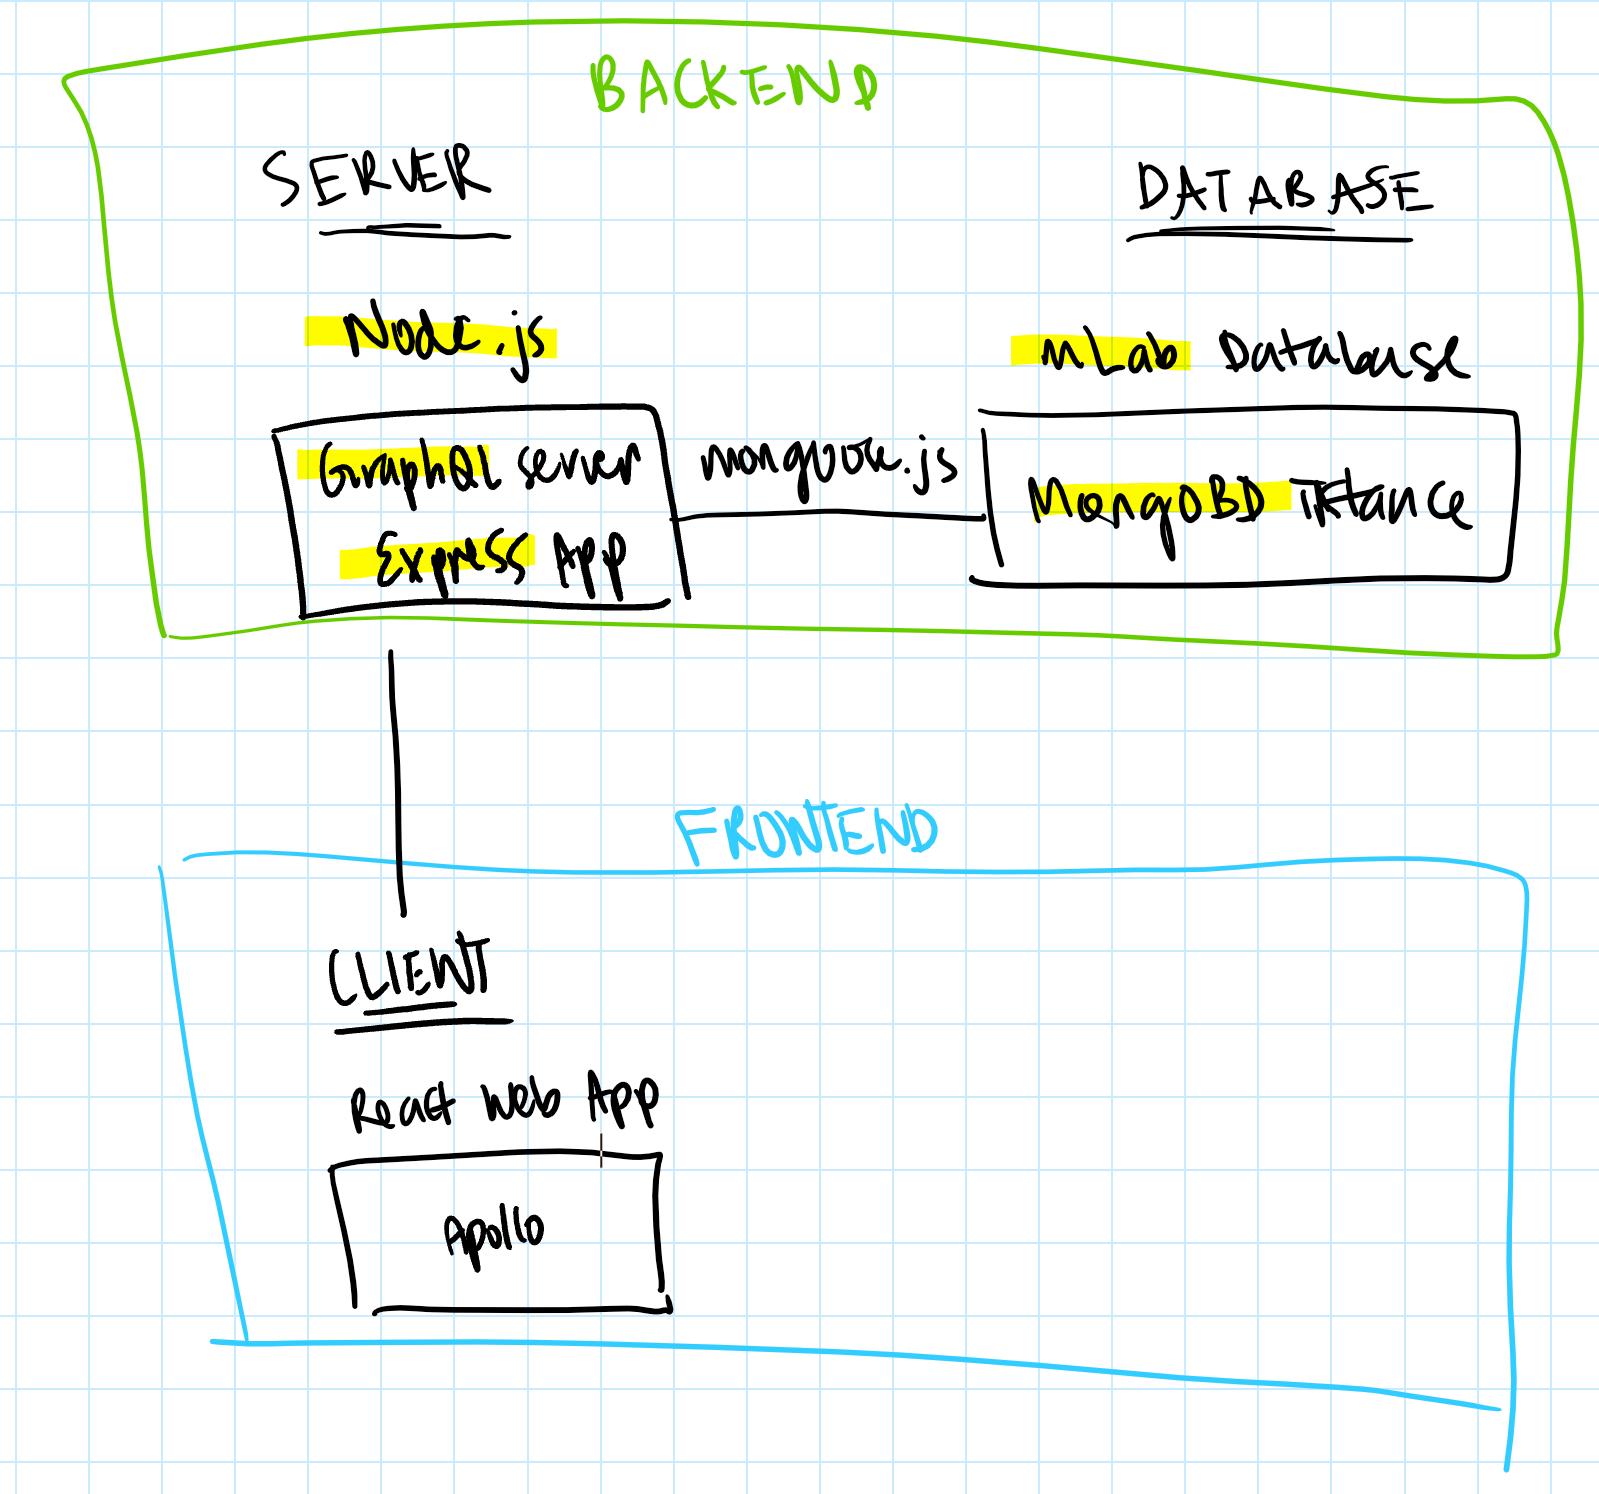 BACKEND
SERVER
DATABASE
Node.js
mLab Database
GraphQL server
Express App
mongoose.js
MongoBD instance
FRONTEND
CLIENT
React Web App
Apollo